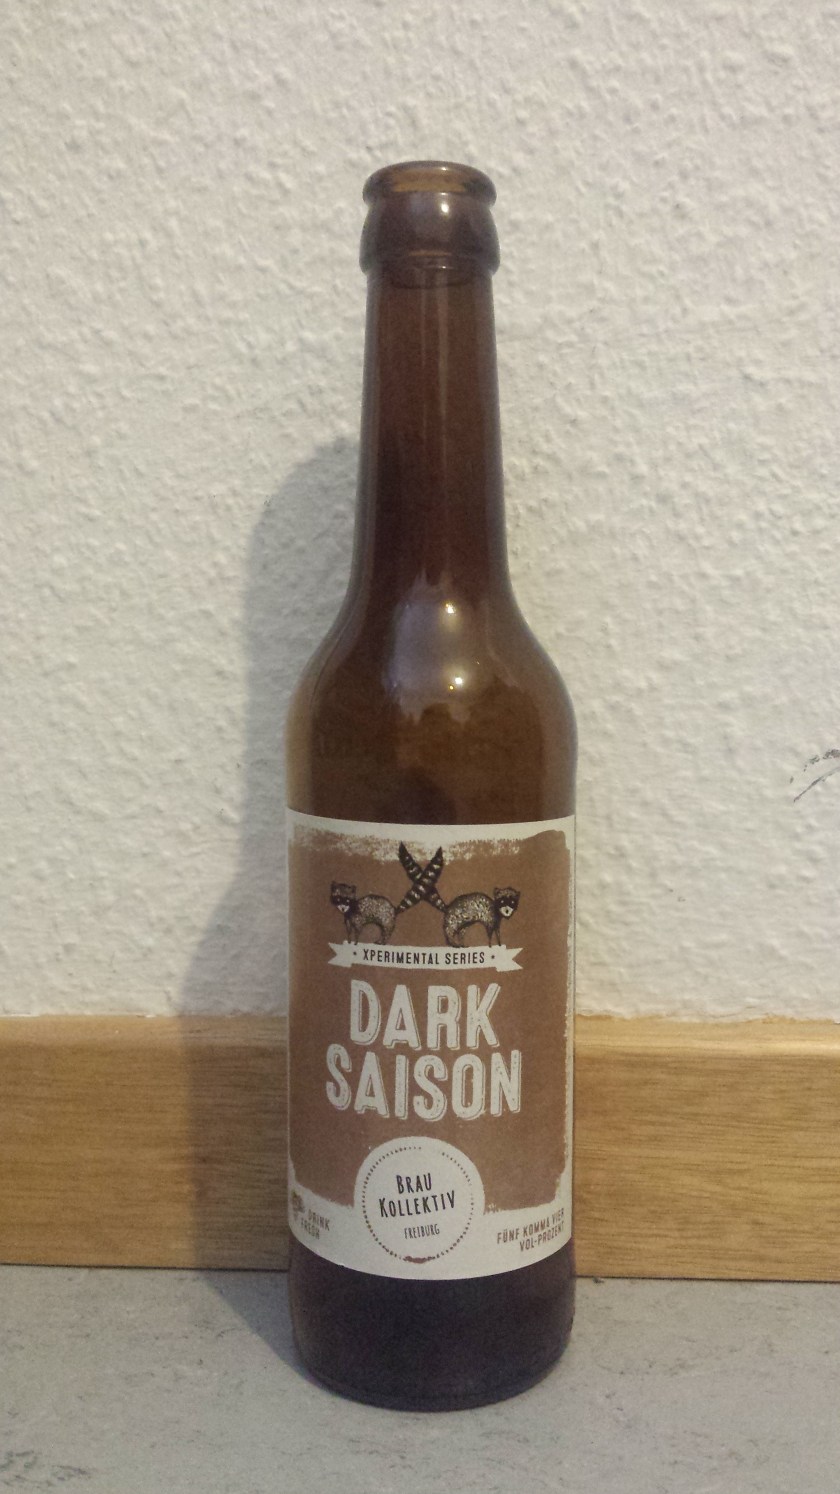 • XPERIMENTAL SERIES •
DARK
SAISON
BRAU
KOLLEKTIV
FREIBURG
DRINK
FRESH
FÜNF KOMMA VIER
VOL-PROZENT